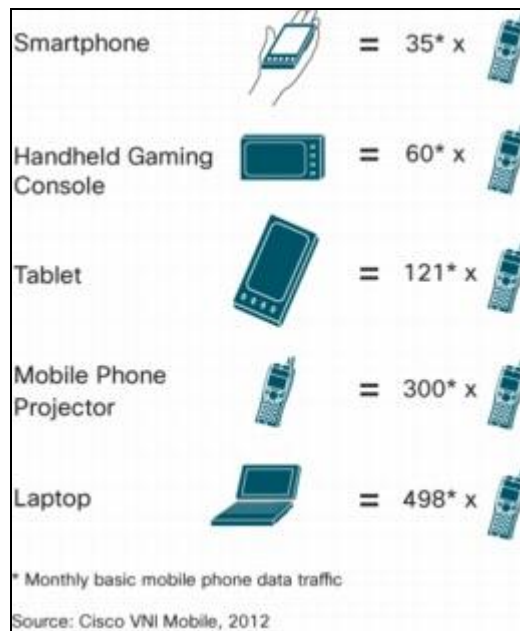 Smartphone = 35* x
Handheld Gaming
Console = 60* x
Tablet = 121* x
Mobile Phone
Projector = 300* x
Laptop = 498* x
* Monthly basic mobile phone data traffic
Source: Cisco VNI Mobile, 2012